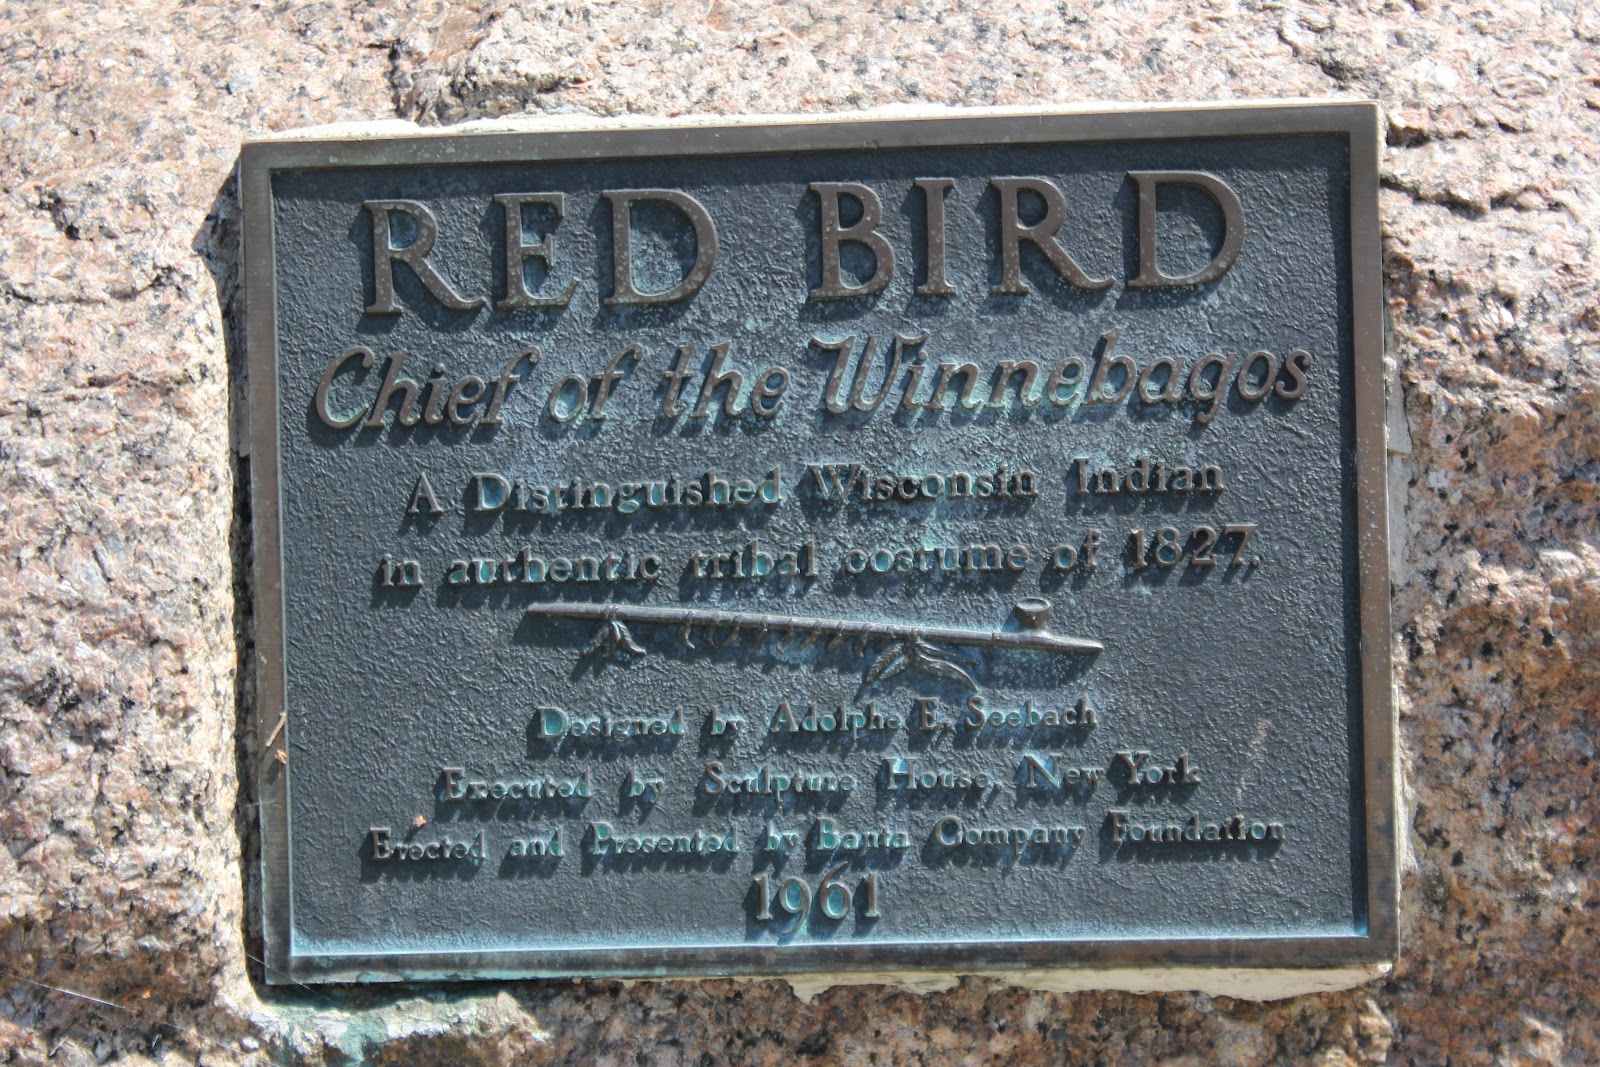 RED BIRD
Chief of the Winnebagos
A Distinguished Wisconsin Indian
in authentic tribal costume of 1827.
Designed by Adolphe E. Seebach
Executed by Sculpture House, New York
Erected and Presented by Banta Company Foundation
1961